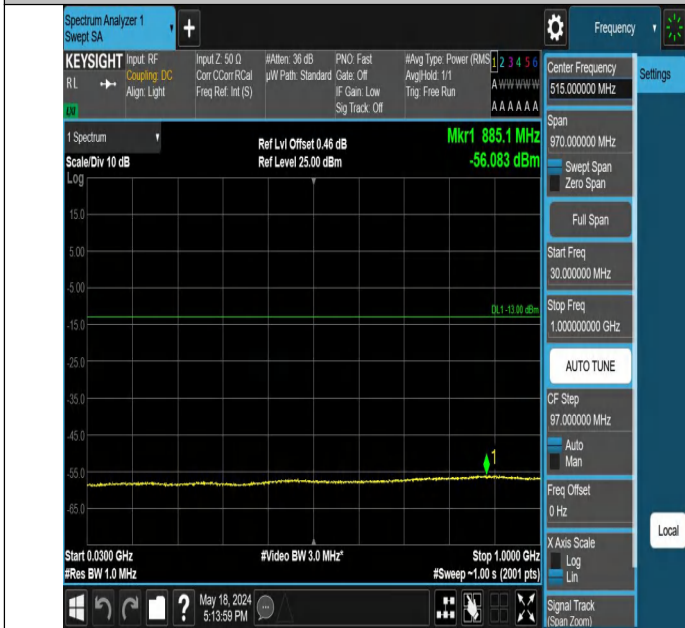 Spectrum Analyzer 1
Swept SA
Frequency
KEYSIGHT
RL
Input: RF
Coupling: DC
Align: Light
Input Z: 50 Ω
Corr CCorr RCal
Freq Ref: Int (S)
#Atten: 36 dB
µW Path: Standard
PNO: Fast
Gate: Off
IF Gain: Low
Sig Track: Off
#Avg Type: Power (RMS
Avg|Hold: 1/1
Trig: Free Run
1 2 3 4 5 6
A W W W W W
A A A A A A
1 Spectrum
Scale/Div 10 dB
Log
Ref Lvl Offset 0.46 dB
Ref Level 25.00 dBm
Mkr1 885.1 MHz
-56.083 dBm
15.0
5.00
-5.00
DL1 -13.00 dBm
-15.0
-25.0
-35.0
-45.0
1
-55.0
-65.0
Start 0.0300 GHz
#Res BW 1.0 MHz
#Video BW 3.0 MHz*
Stop 1.0000 GHz
#Sweep ~1.00 s (2001 pts)
May 18, 2024
5:13:59 PM
Center Frequency
515.000000 MHz
Settings
Span
970.000000 MHz
Swept Span
Zero Span
Full Span
Start Freq
30.000000 MHz
Stop Freq
1.000000000 GHz
AUTO TUNE
CF Step
97.000000 MHz
Auto
Man
Freq Offset
0 Hz
X Axis Scale
Log
Lin
Local
Signal Track
(Span Zoom)